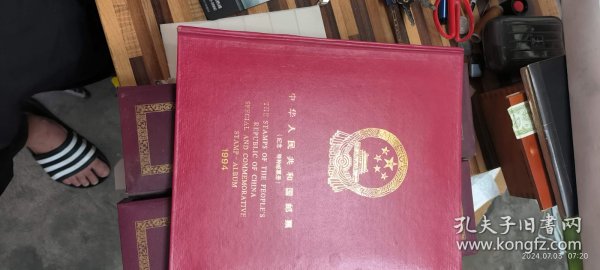 中华人民共和国邮票
THE STAMPS OF THE PEOPLE'S
REPUBLIC OF CHINA
SPECIAL AND COMMEMORATIVE
STAMP-ALBUM
1994
孔夫子旧书网
www.kongfz.com
2024.07.03 07:20